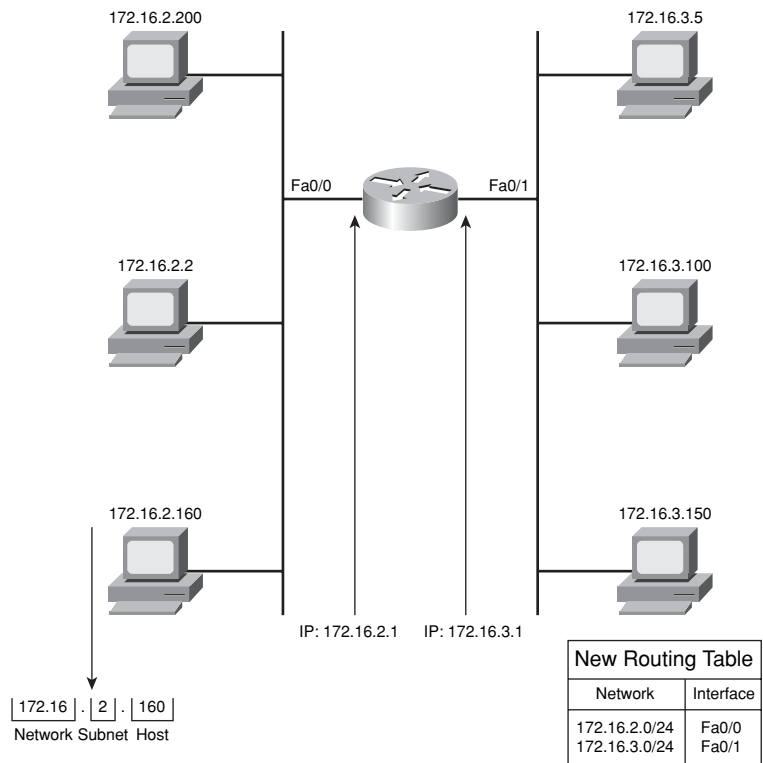 172.16.2.200
172.16.3.5
Fa0/0
Fa0/1
172.16.2.2
172.16.3.100
172.16.2.160
172.16.3.150
IP: 172.16.2.1
IP: 172.16.3.1
172.16 . 2 . 160
Network Subnet Host
New Routing Table
Network Interface
172.16.2.0/24 Fa0/0
172.16.3.0/24 Fa0/1